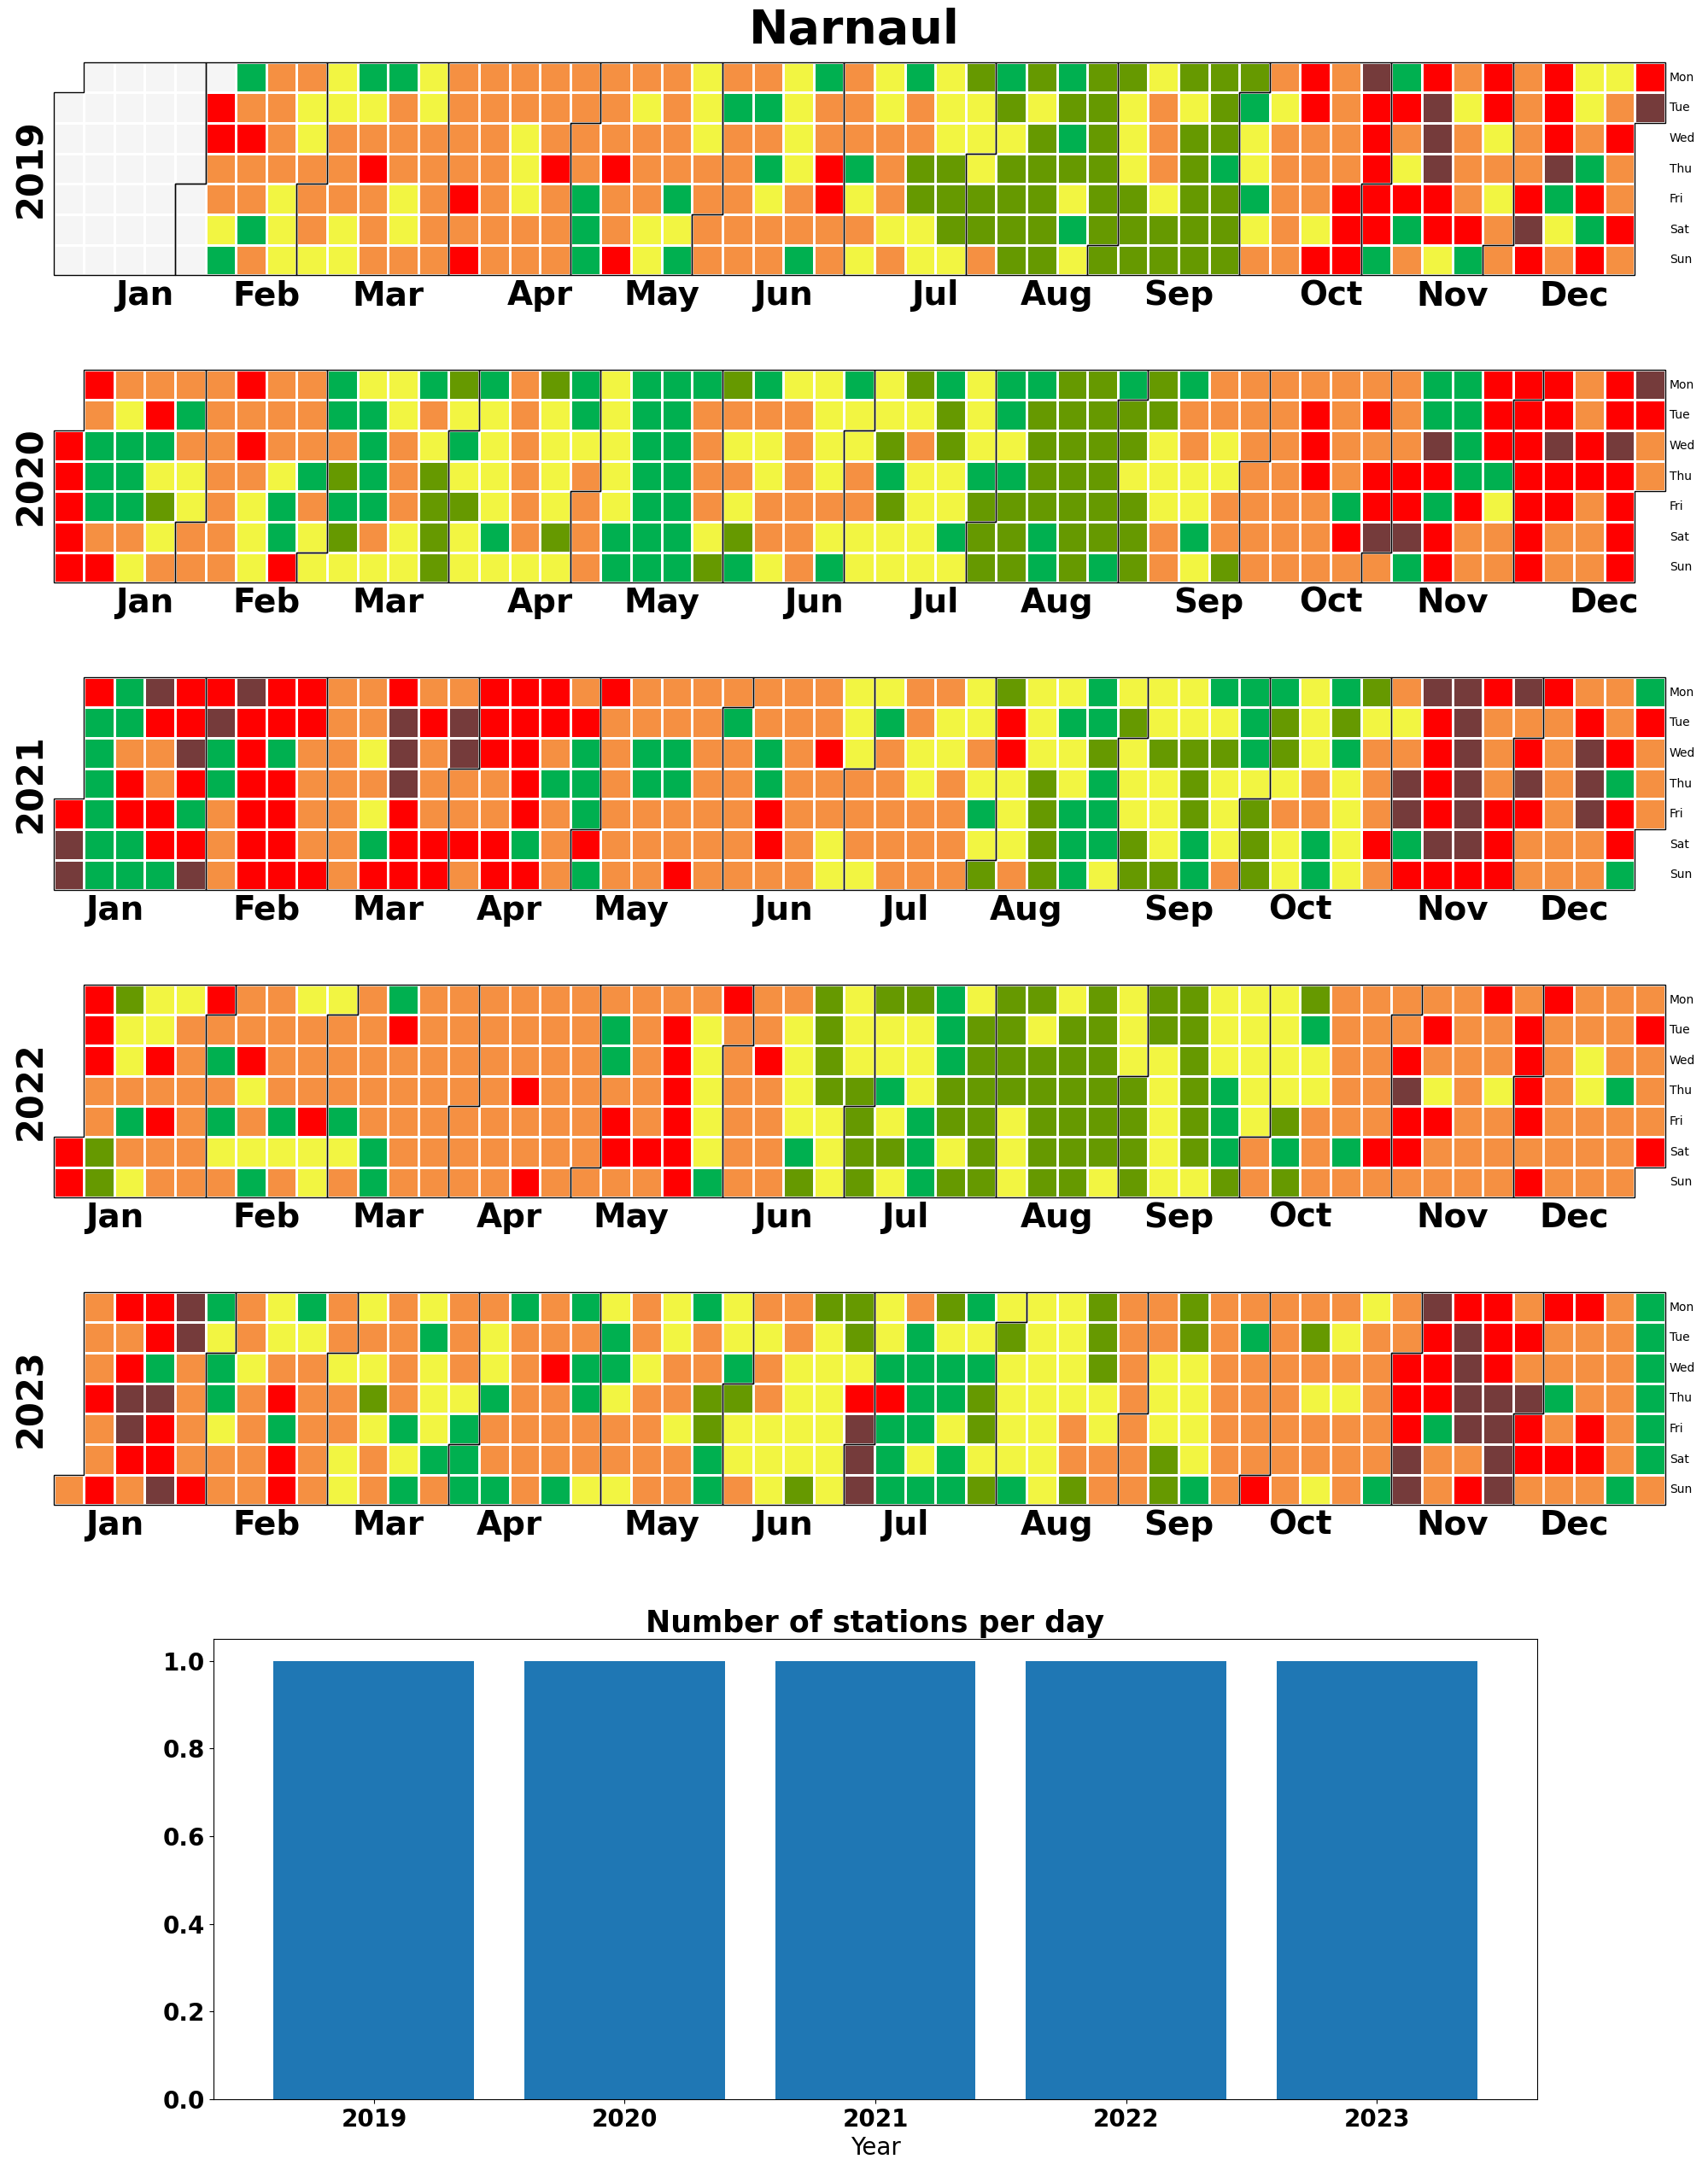 Narnaul
2019
Mon
Tue
Wed
Thu
Fri
Sat
Sun
Jan Feb Mar Apr May Jun Jul Aug Sep Oct Nov Dec
2020
Mon
Tue
Wed
Thu
Fri
Sat
Sun
Jan Feb Mar Apr May Jun Jul Aug Sep Oct Nov Dec
2021
Mon
Tue
Wed
Thu
Fri
Sat
Sun
Jan Feb Mar Apr May Jun Jul Aug Sep Oct Nov Dec
2022
Mon
Tue
Wed
Thu
Fri
Sat
Sun
Jan Feb Mar Apr May Jun Jul Aug Sep Oct Nov Dec
2023
Mon
Tue
Wed
Thu
Fri
Sat
Sun
Jan Feb Mar Apr May Jun Jul Aug Sep Oct Nov Dec
Number of stations per day
1.0
0.8
0.6
0.4
0.2
0.0
2019 2020 2021 2022 2023
Year